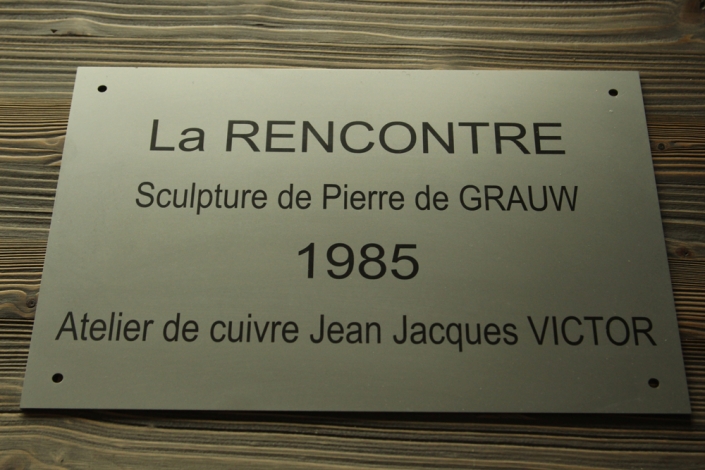 La RENCONTRE
Sculpture de Pierre de GRAUW
1985
Atelier de cuivre Jean Jacques VICTOR